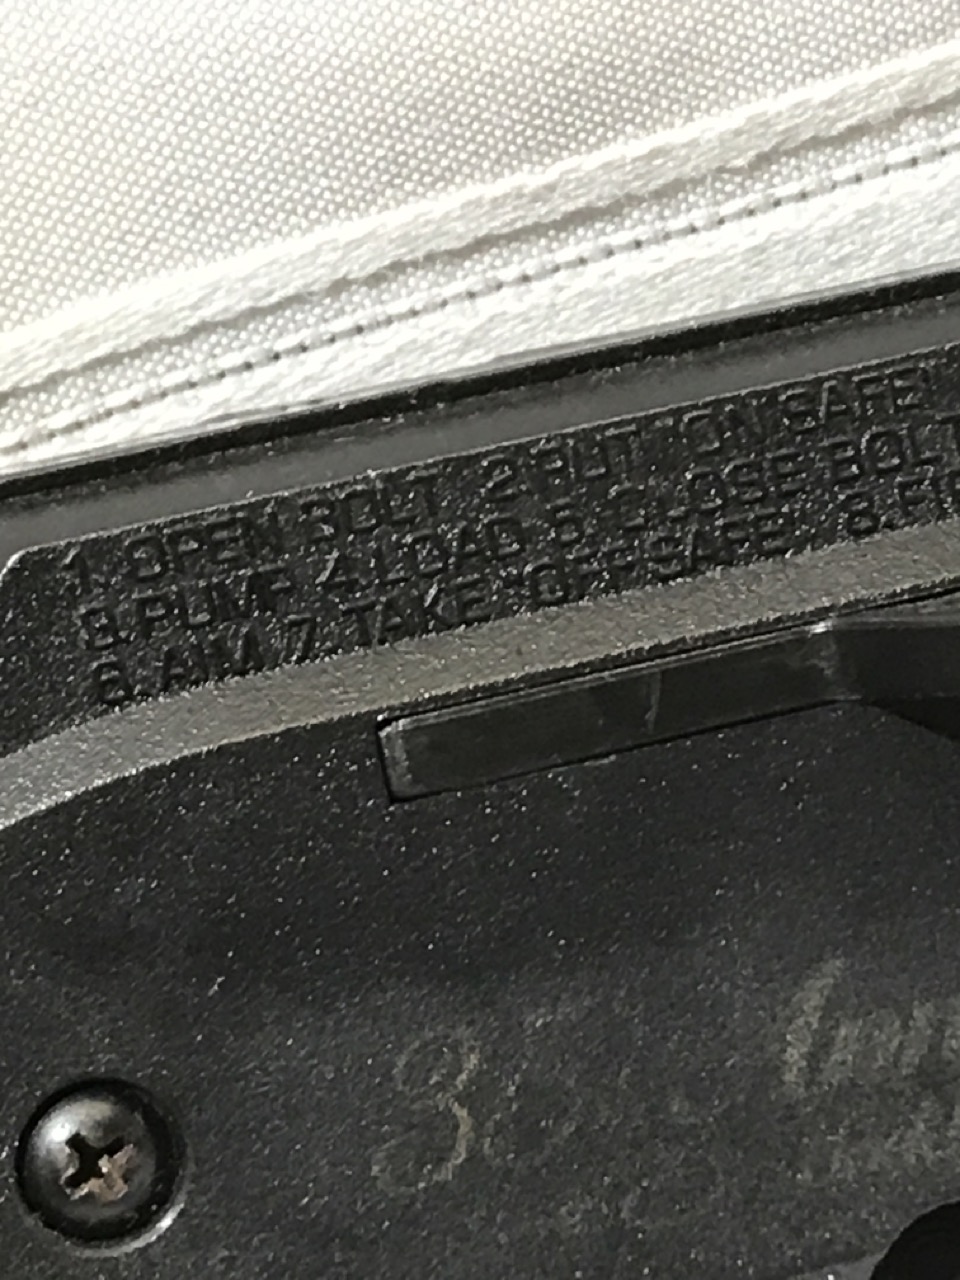 1. OPEN BOLT 2. PUT "ON SAFE"
3. PUMP 4. LOAD 5. CLOSE BOLT
6. AIM 7. TAKE "OFF SAFE" 8. FI